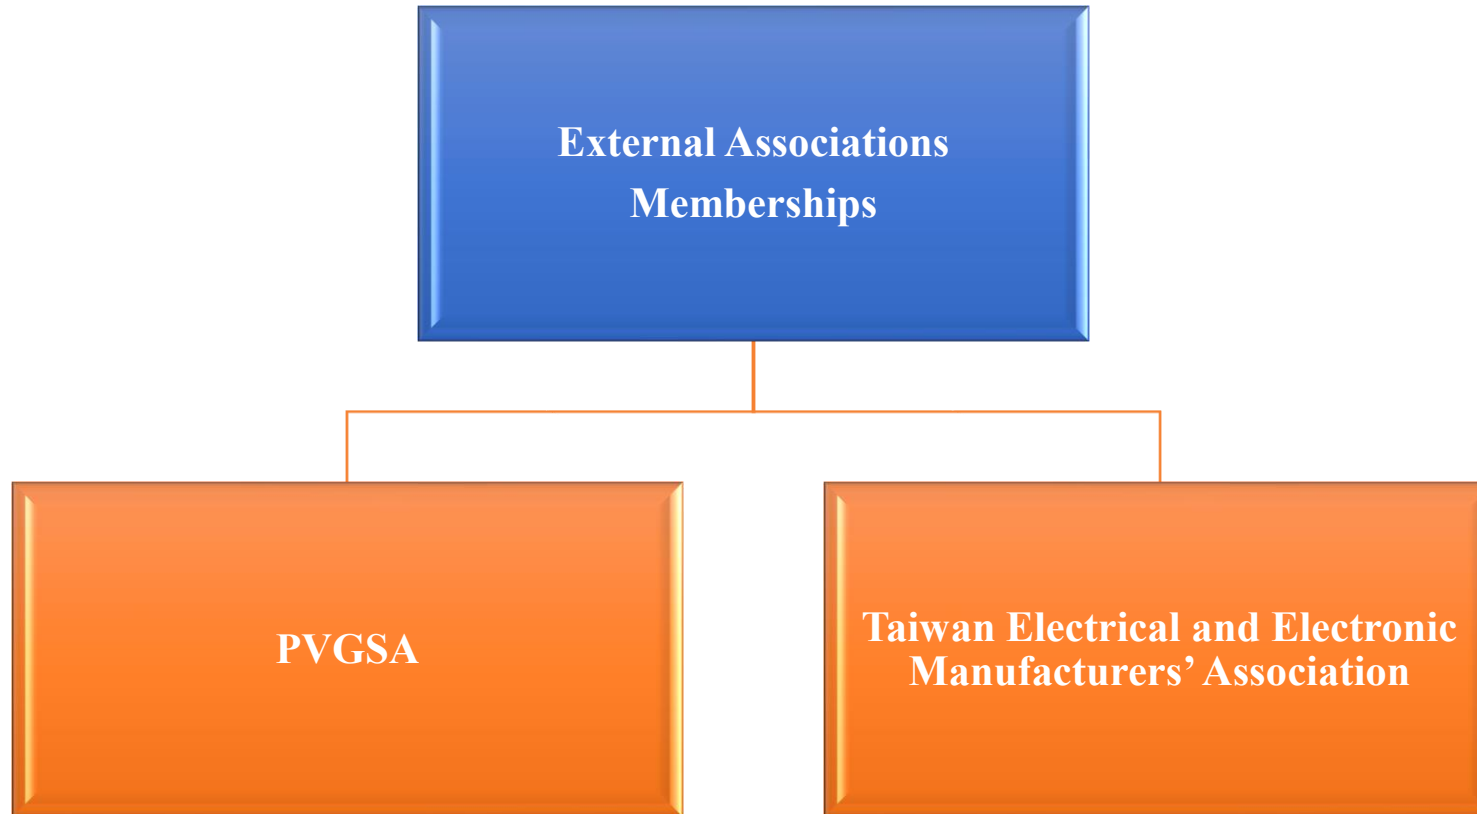 External Associations
Memberships
PVGSA
Taiwan Electrical and Electronic
Manufacturers’ Association